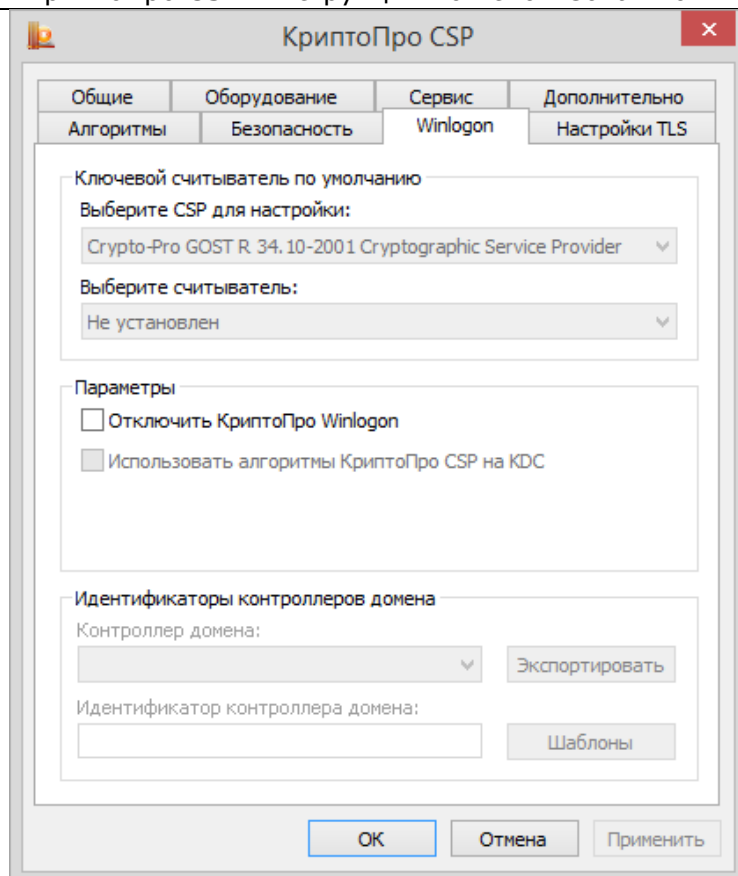 КриптоПро CSP
Общие Оборудование Сервис Дополнительно
Алгоритмы Безопасность Winlogon Настройки TLS
Ключевой считыватель по умолчанию
Выберите CSP для настройки:
Crypto-Pro GOST R 34.10-2001 Cryptographic Service Provider
Выберите считыватель:
Не установлен
Параметры
Отключить КриптоПро Winlogon
Использовать алгоритмы КриптоПро CSP на KDC
Идентификаторы контроллеров домена
Контроллер домена:
Экспортировать
Идентификатор контроллера домена:
Шаблоны
ОК Отмена Применить